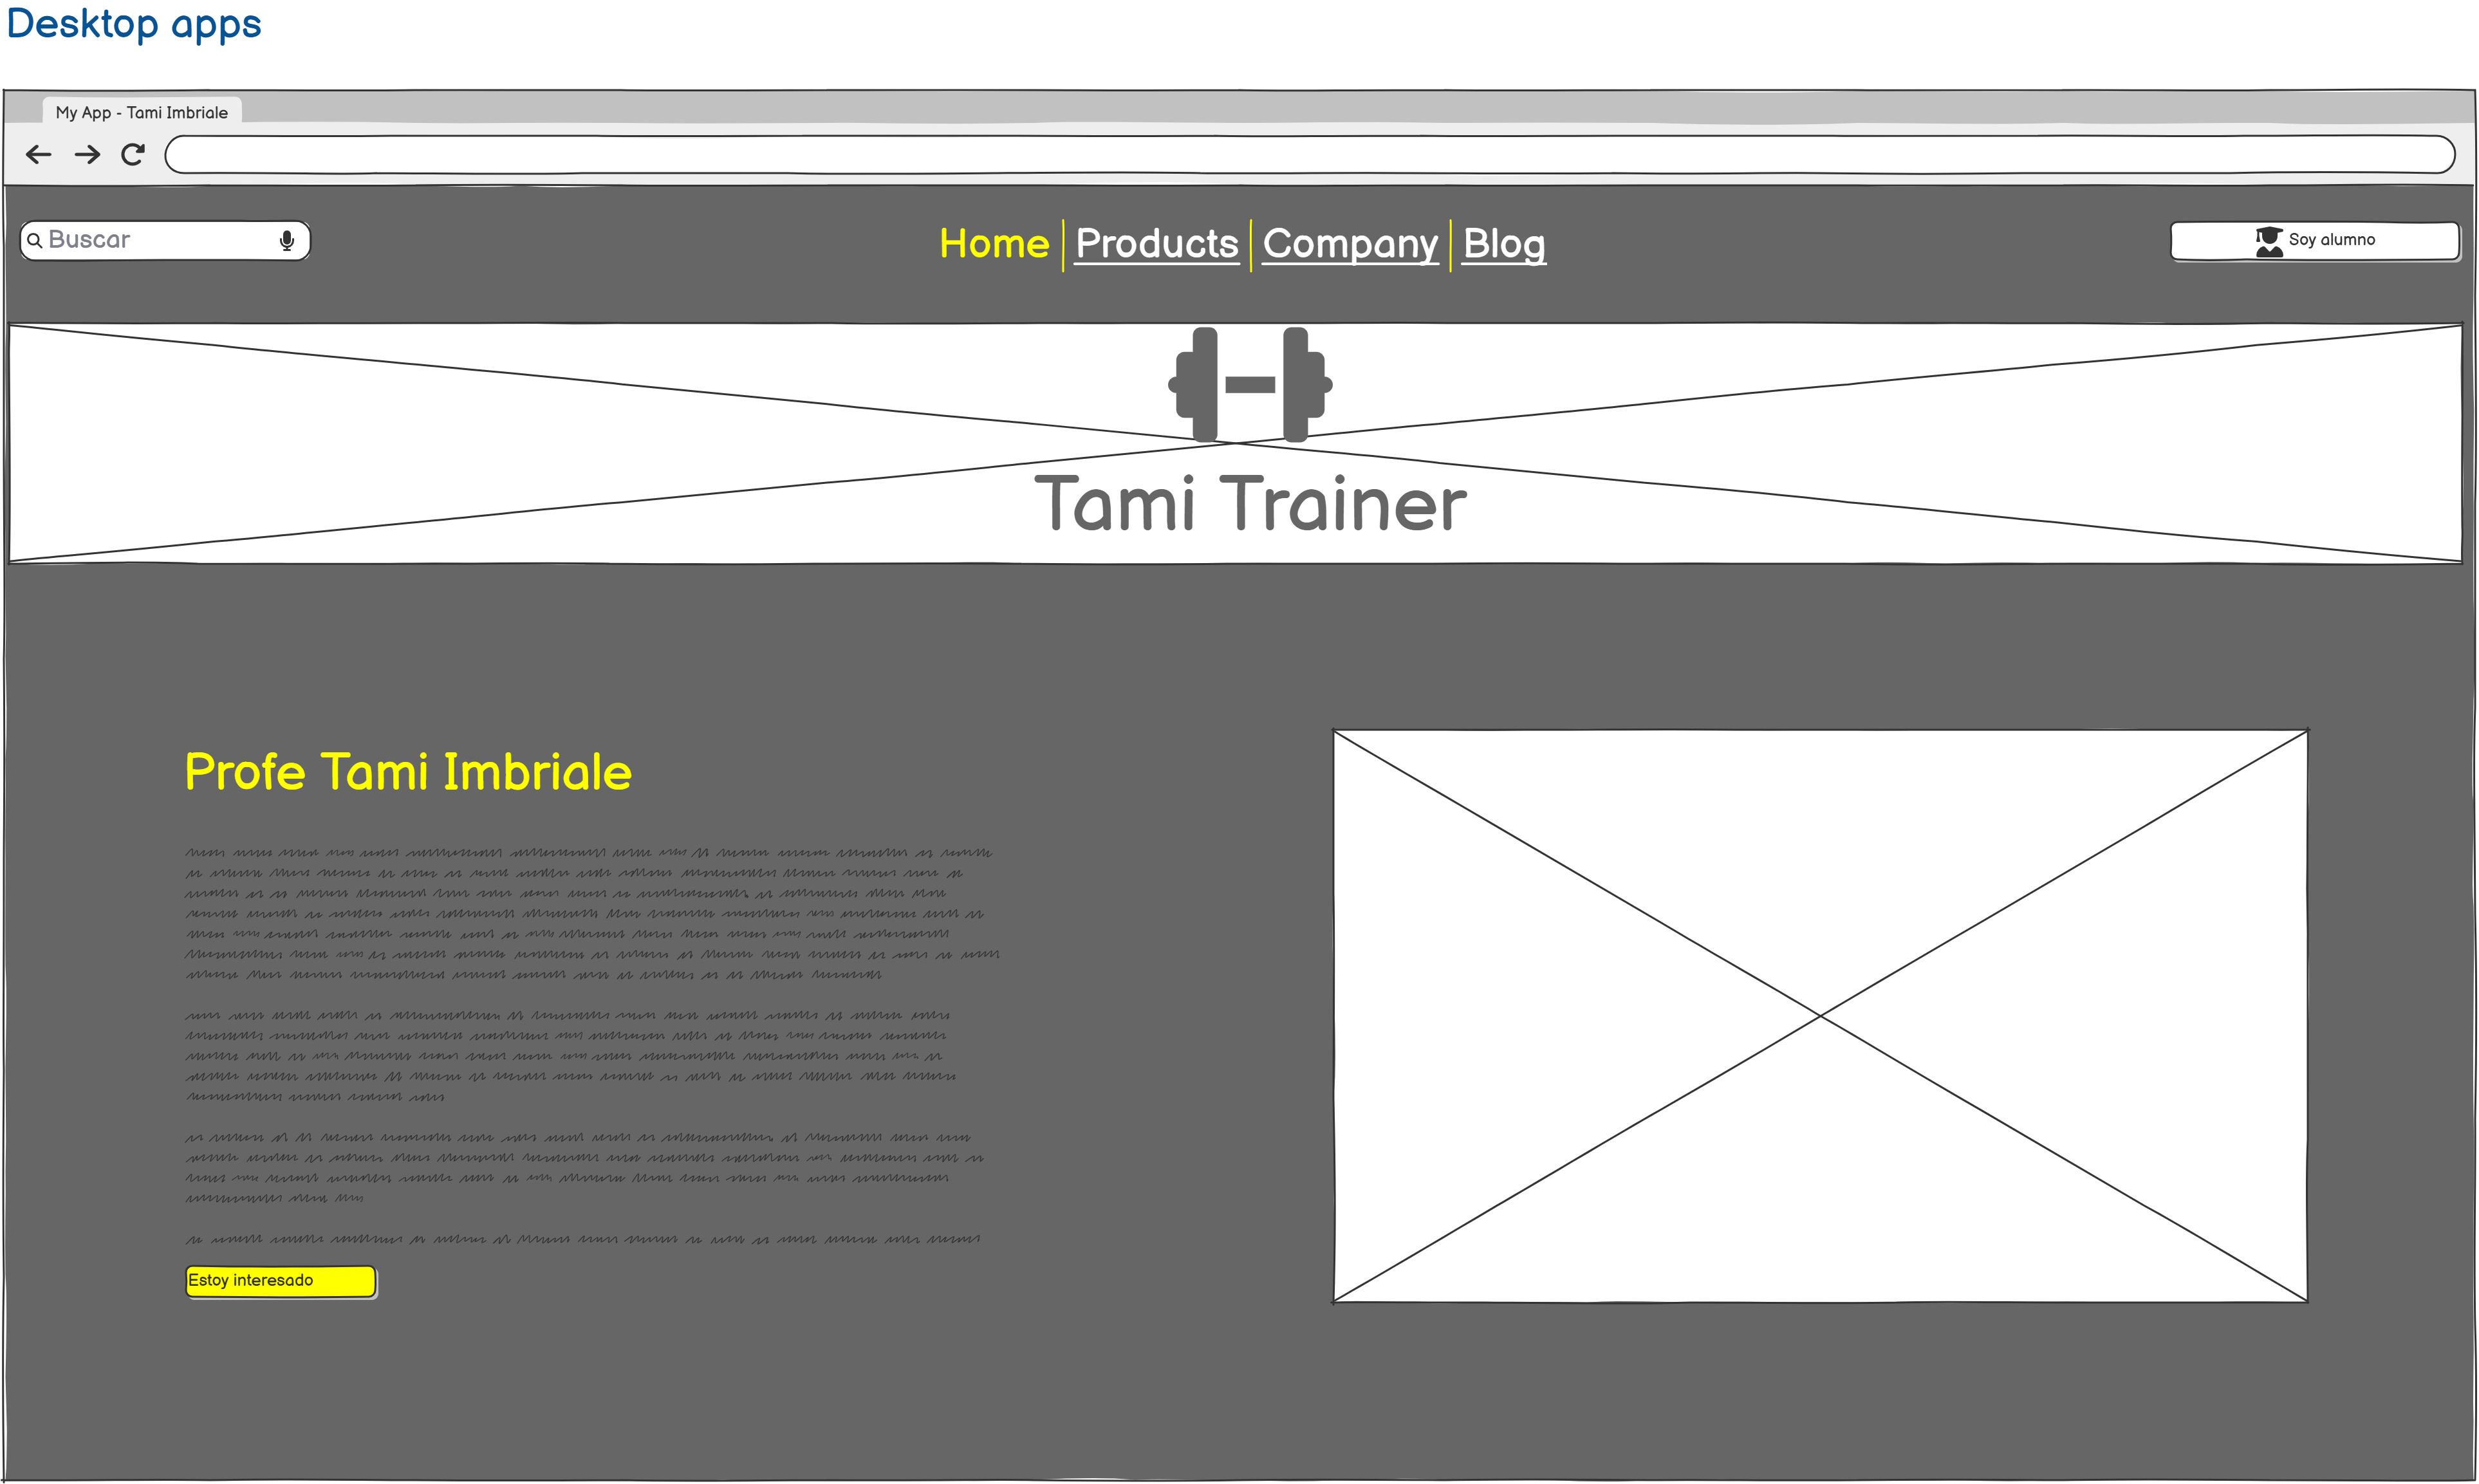 Desktop apps
My App - Tami Imbriale
Buscar
Home Products Company Blog
Soy alumno
Tami Trainer
Profe Tami Imbriale
Estoy interesado